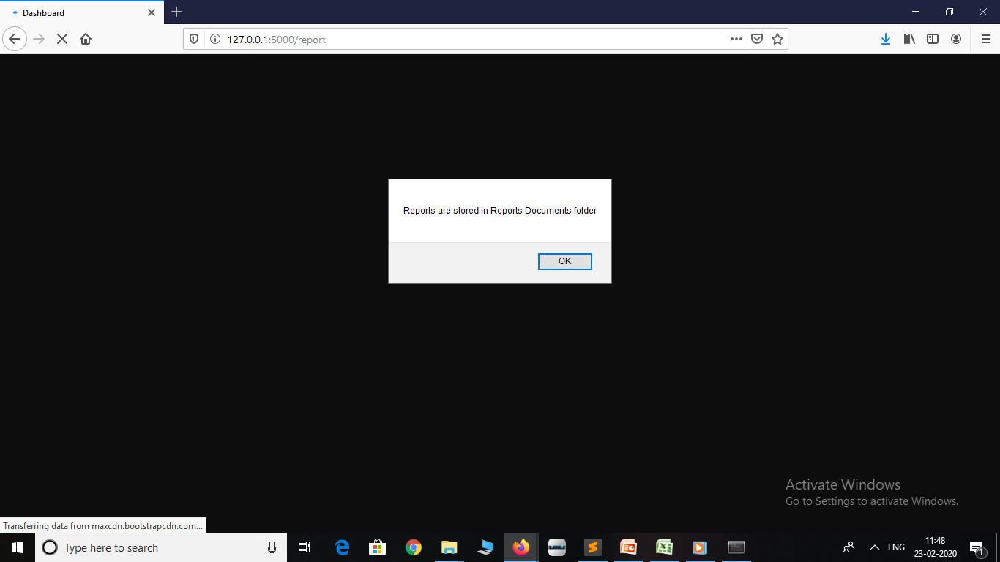 Dashboard
127.0.0.1:5000/report
Reports are stored in Reports Documents folder
OK
Activate Windows
Go to Settings to activate Windows.
Transferring data from maxcdn.bootstrapcdn.com...
Type here to search
ENG
11:48
23-02-2020
1